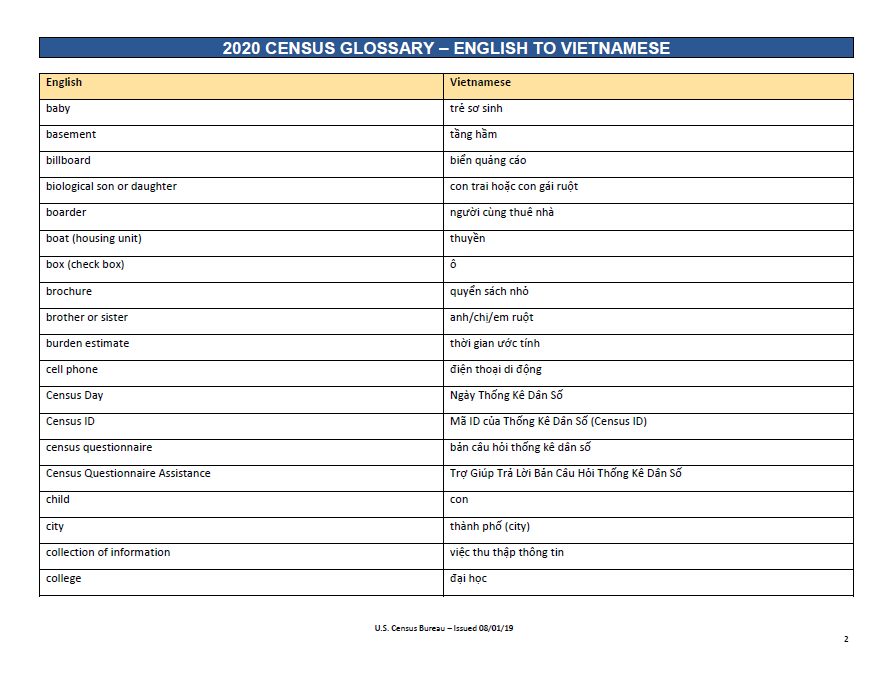 2020 CENSUS GLOSSARY – ENGLISH TO VIETNAMESE
English Vietnamese
baby trẻ sơ sinh
basement tầng hầm
billboard biển quảng cáo
biological son or daughter con trai hoặc con gái ruột
boarder người cùng thuê nhà
boat (housing unit) thuyền
box (check box) ô
brochure quyển sách nhỏ
brother or sister anh/chị/em ruột
burden estimate thời gian ước tính
cell phone điện thoại di động
Census Day Ngày Thống Kê Dân Số
Census ID Mã ID của Thống Kê Dân Số (Census ID)
census questionnaire bản câu hỏi thống kê dân số
Census Questionnaire Assistance Trợ Giúp Trả Lời Bản Câu Hỏi Thống Kê Dân Số
child con
city thành phố (city)
collection of information việc thu thập thông tin
college đại học
U.S. Census Bureau – Issued 08/01/19
2